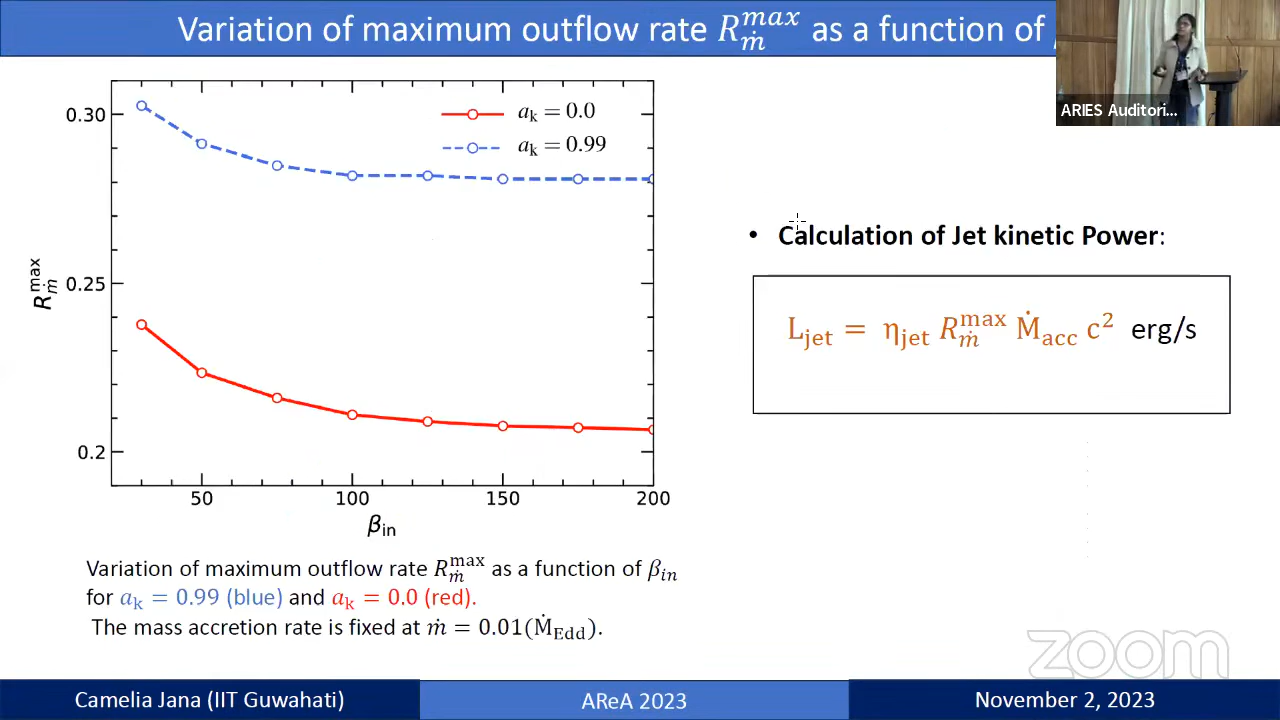 Variation of maximum outflow rate R_ṁ^max as a function of
ARIES Auditori...
0.30
0.25
0.2
R_ṁ^max
a_k = 0.0
a_k = 0.99
50
100
150
200
β_in
Variation of maximum outflow rate R_ṁ^max as a function of β_in
for a_k = 0.99 (blue) and a_k = 0.0 (red).
The mass accretion rate is fixed at ṁ = 0.01(Ṁ_Edd).
• Calculation of Jet kinetic Power:
L_jet = η_jet R_ṁ^max Ṁ_acc c² erg/s
zoom
Camelia Jana (IIT Guwahati)
AReA 2023
November 2, 2023